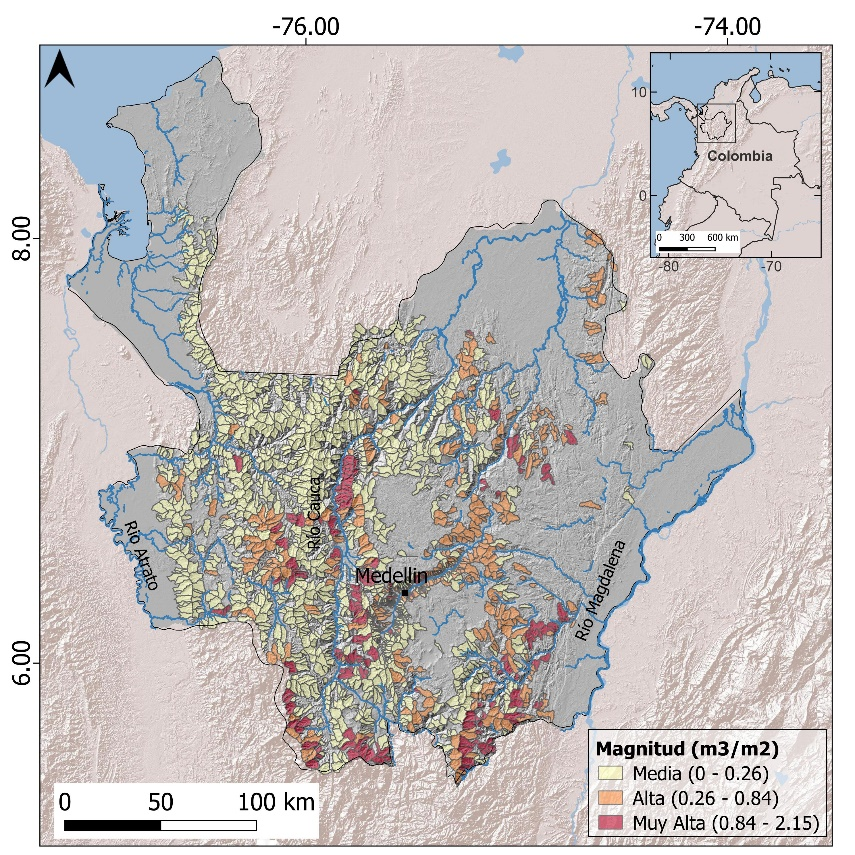 -76.00
-74.00
10
Colombia
0
0 300 600 km
-80
-70
8.00
Río Cauca
Río Atrato
Medellín
Río Magdalena
6.00
Magnitud (m3/m2)
Media (0 - 0.26)
Alta (0.26 - 0.84)
Muy Alta (0.84 - 2.15)
0 50 100 km